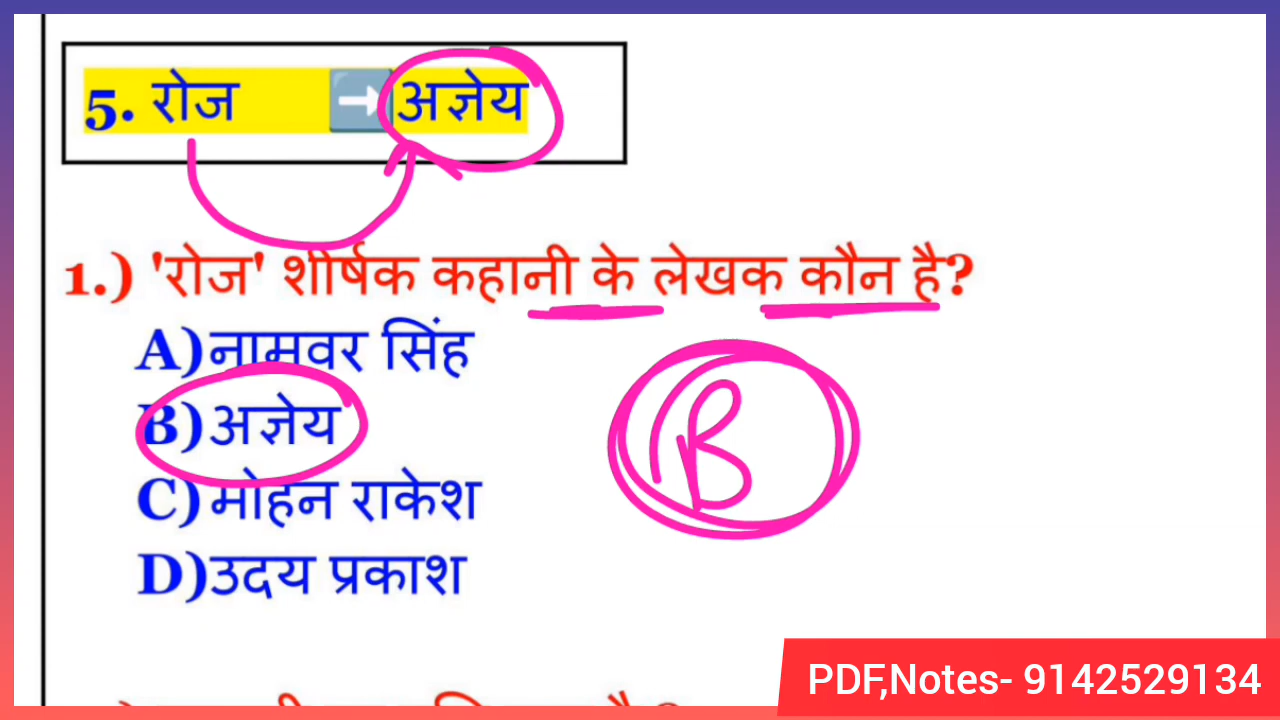 5. रोज ➡ अज्ञेय
1.) 'रोज' शीर्षक कहानी के लेखक कौन है?
A) नामवर सिंह
B) अज्ञेय
B
C) मोहन राकेश
D) उदय प्रकाश
PDF,Notes- 9142529134